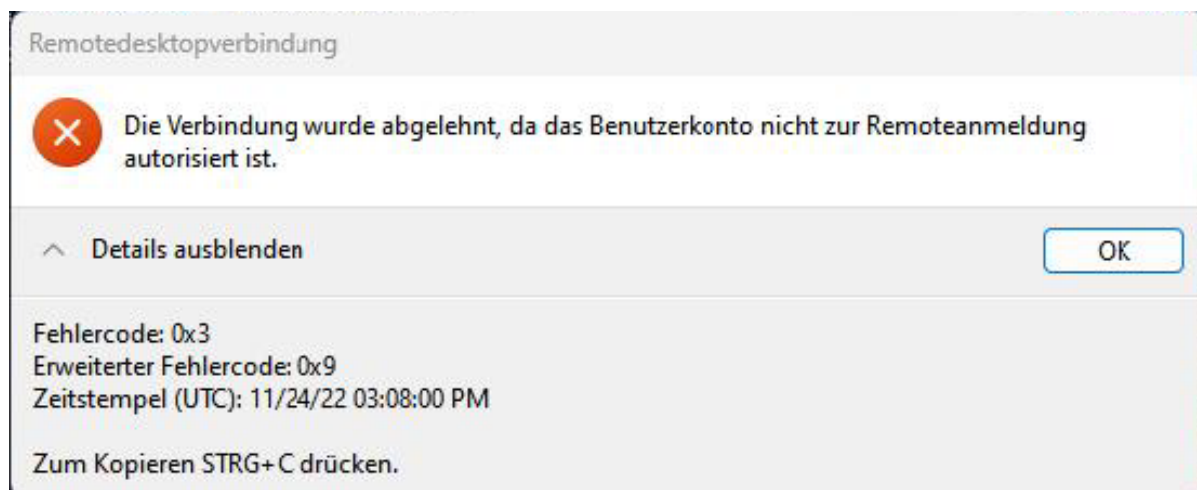 Remotedesktopverbindung
Die Verbindung wurde abgelehnt, da das Benutzerkonto nicht zur Remoteanmeldung
autorisiert ist.
Details ausblenden
OK
Fehlercode: 0x3
Erweiterter Fehlercode: 0x9
Zeitstempel (UTC): 11/24/22 03:08:00 PM
Zum Kopieren STRG+C drücken.